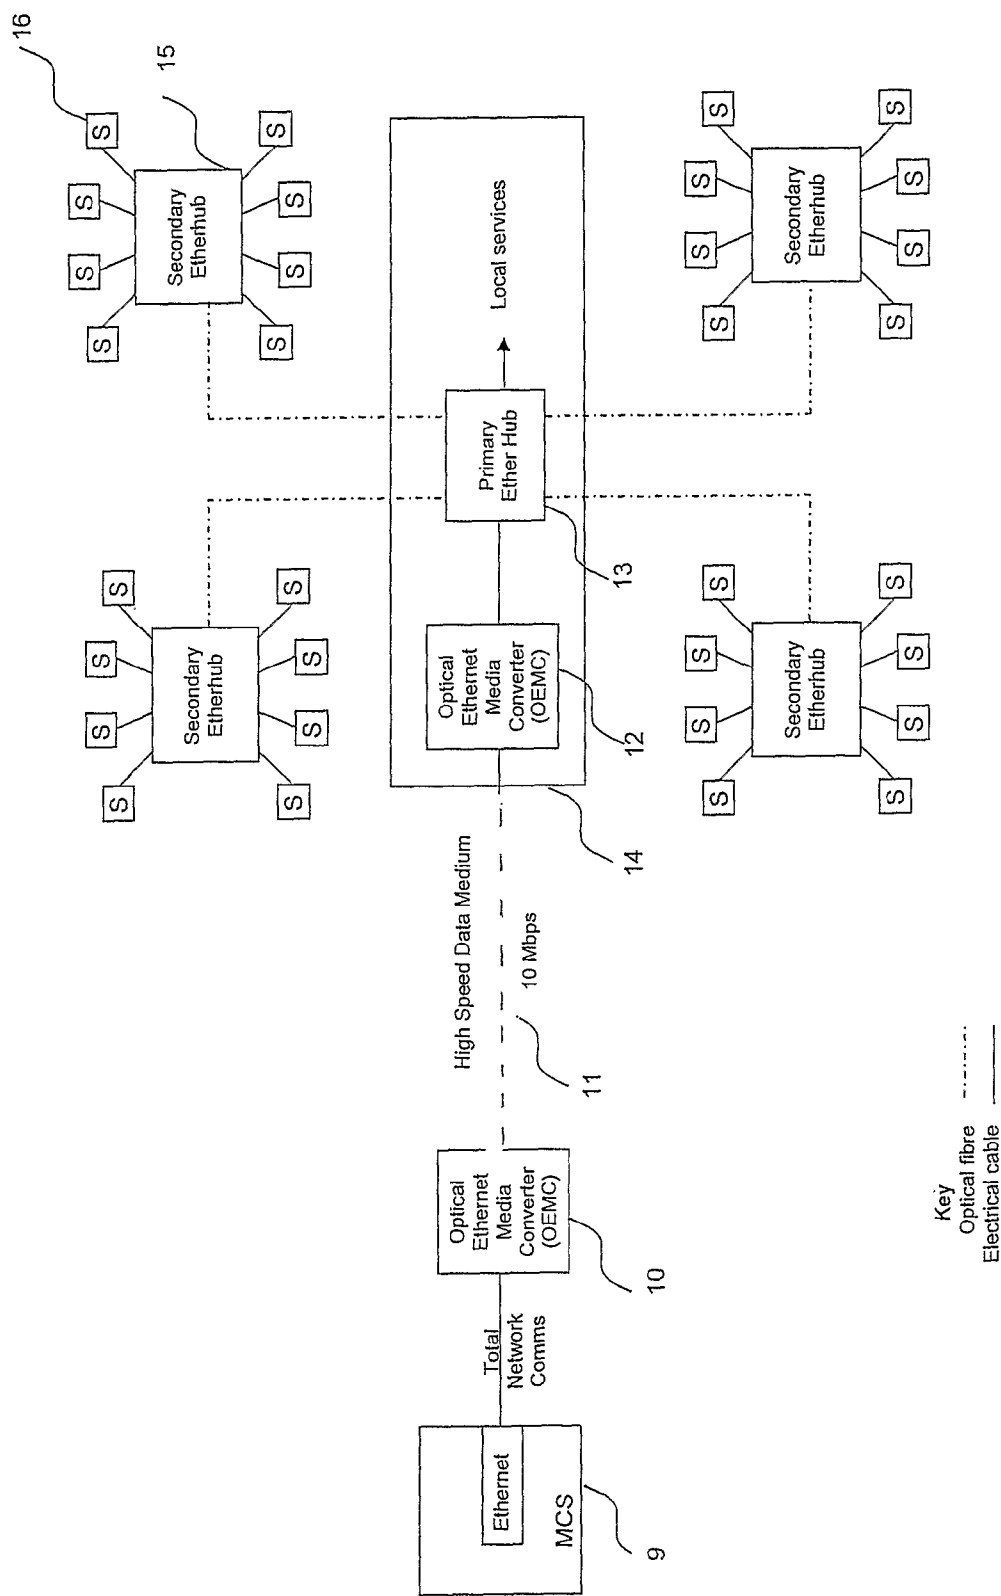 16
15
S
S
S
S
Secondary
Etherhub
S
S
S
S
S
S
S
S
Secondary
Etherhub
S
S
S
S
MCS
Ethernet
9
Total
Network
Comms
Optical
Ethernet
Media
Converter
(OEMC)
10
High Speed Data Medium
10 Mbps
11
14
Optical
Ethernet
Media
Converter
(OEMC)
12
Primary
Ether Hub
13
Local services
S
S
S
S
Secondary
Etherhub
S
S
S
S
S
S
S
S
Secondary
Etherhub
S
S
S
S
Key
Optical fibre
Electrical cable